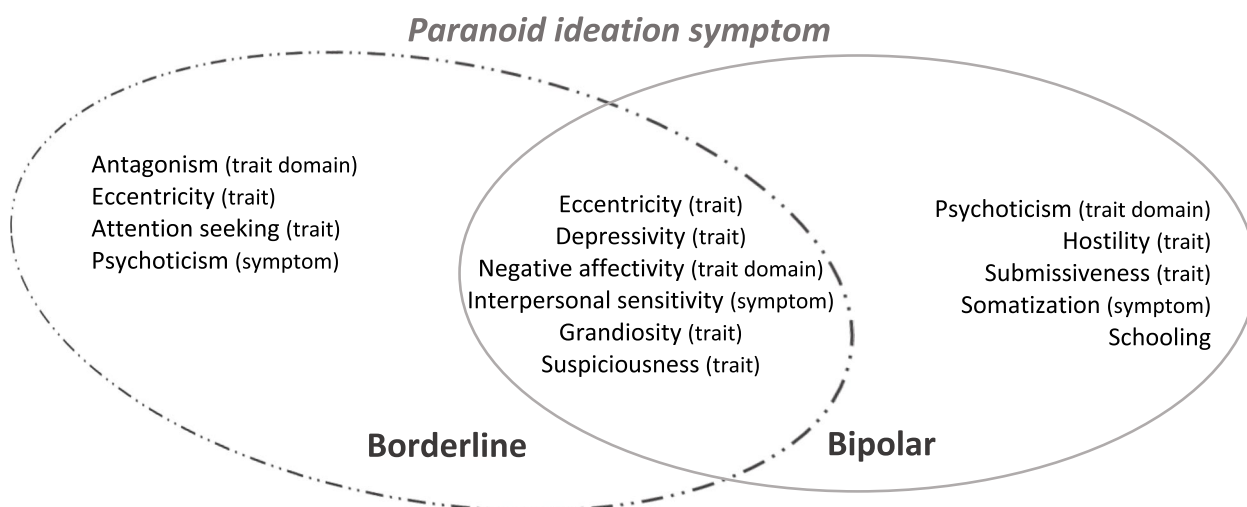 Paranoid ideation symptom
Antagonism (trait domain)
Eccentricity (trait)
Attention seeking (trait)
Psychoticism (symptom)
Eccentricity (trait)
Depressivity (trait)
Negative affectivity (trait domain)
Interpersonal sensitivity (symptom)
Grandiosity (trait)
Suspiciousness (trait)
Psychoticism (trait domain)
Hostility (trait)
Submissiveness (trait)
Somatization (symptom)
Schooling
Borderline
Bipolar